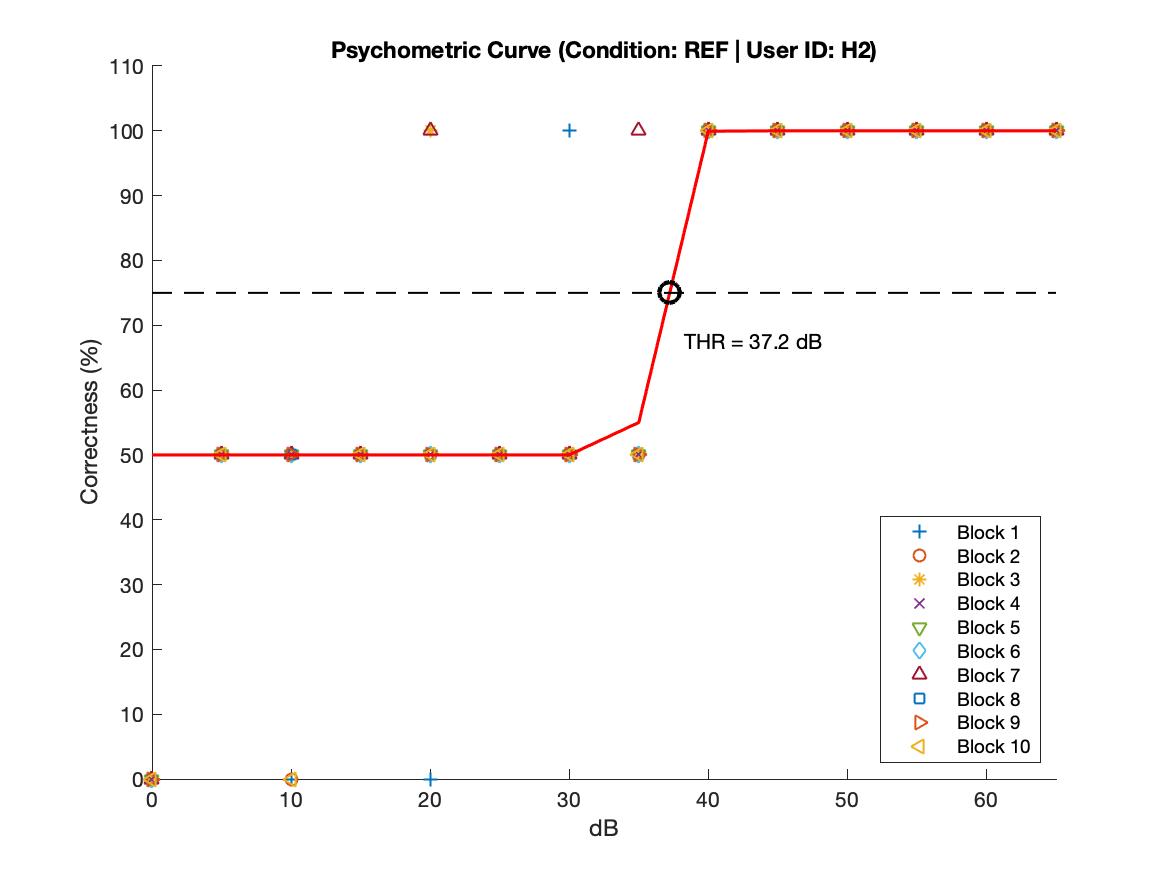 Psychometric Curve (Condition: REF | User ID: H2)
110
100
90
80
70
60
50
40
30
20
10
0
Correctness (%)
THR = 37.2 dB
Block 1
Block 2
Block 3
Block 4
Block 5
Block 6
Block 7
Block 8
Block 9
Block 10
0 10 20 30 40 50 60
dB